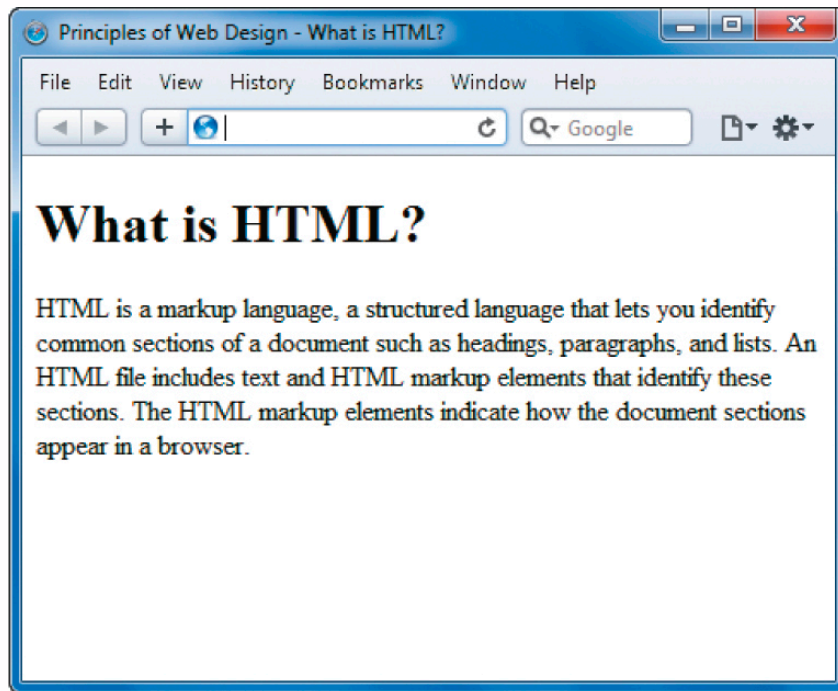 Principles of Web Design - What is HTML?
File Edit View History Bookmarks Window Help
Google
What is HTML?
HTML is a markup language, a structured language that lets you identify
common sections of a document such as headings, paragraphs, and lists. An
HTML file includes text and HTML markup elements that identify these
sections. The HTML markup elements indicate how the document sections
appear in a browser.